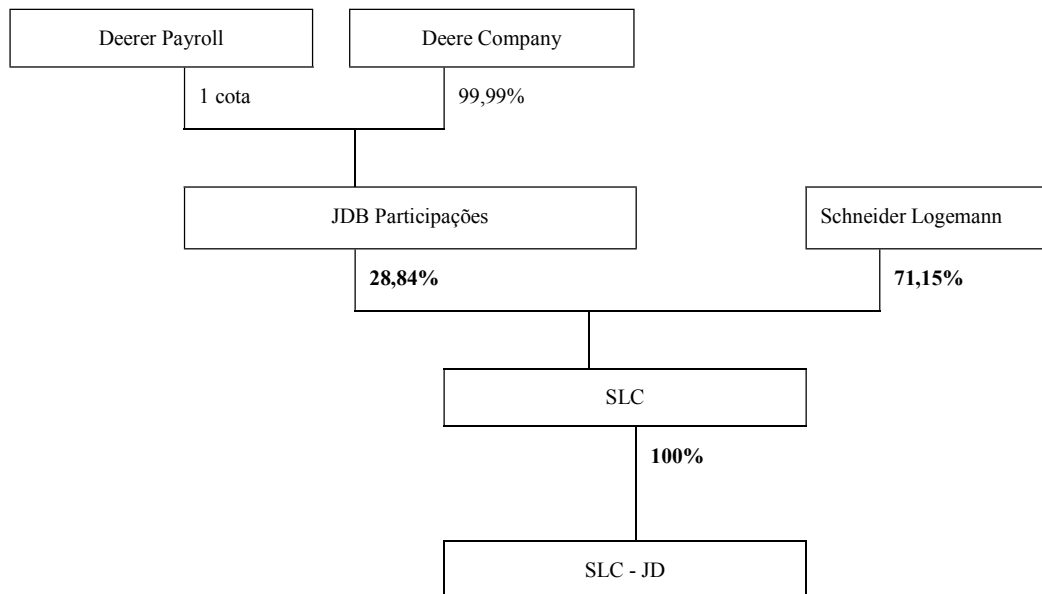 Deerer Payroll
Deere Company
1 cota
99,99%
JDB Participações
Schneider Logemann
28,84%
71,15%
SLC
100%
SLC - JD